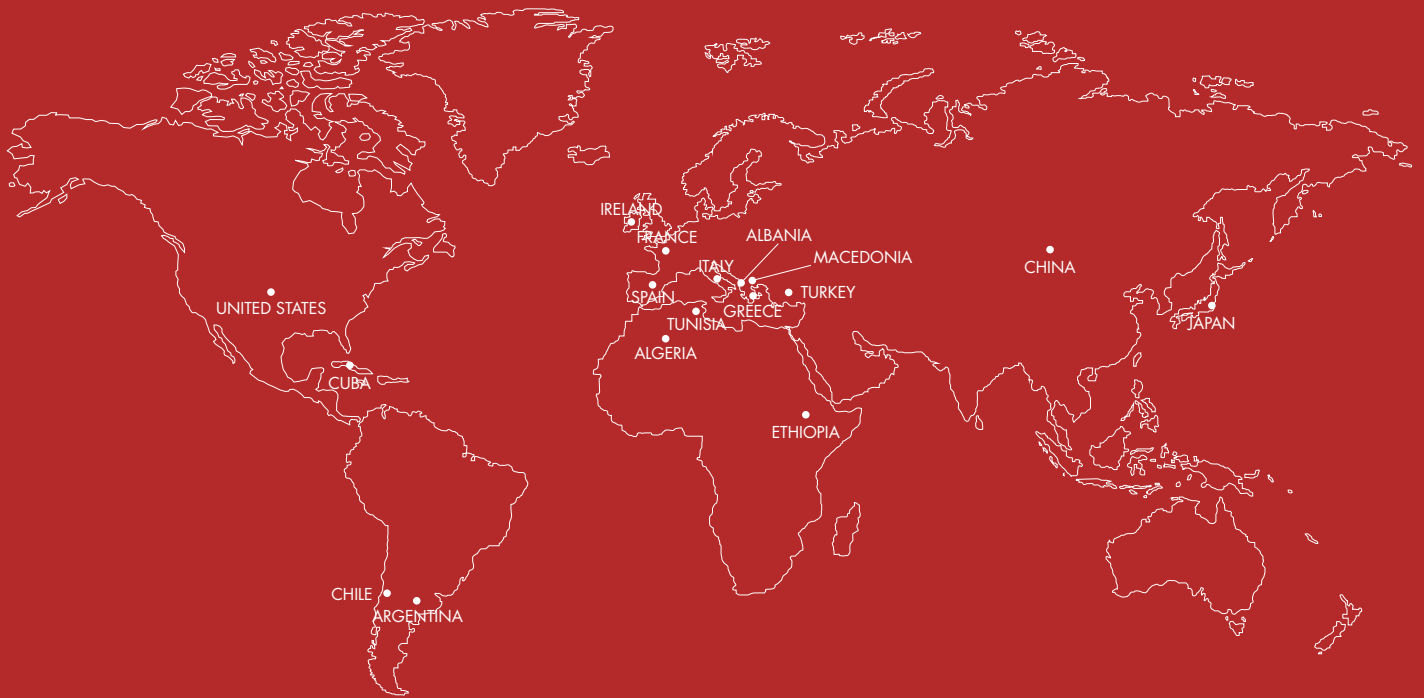 IRELAND
FRANCE
ALBANIA
ITALY
MACEDONIA
CHINA
UNITED STATES
SPAIN
TURKEY
GREECE
TUNISIA
JAPAN
ALGERIA
CUBA
ETHIOPIA
CHILE
ARGENTINA